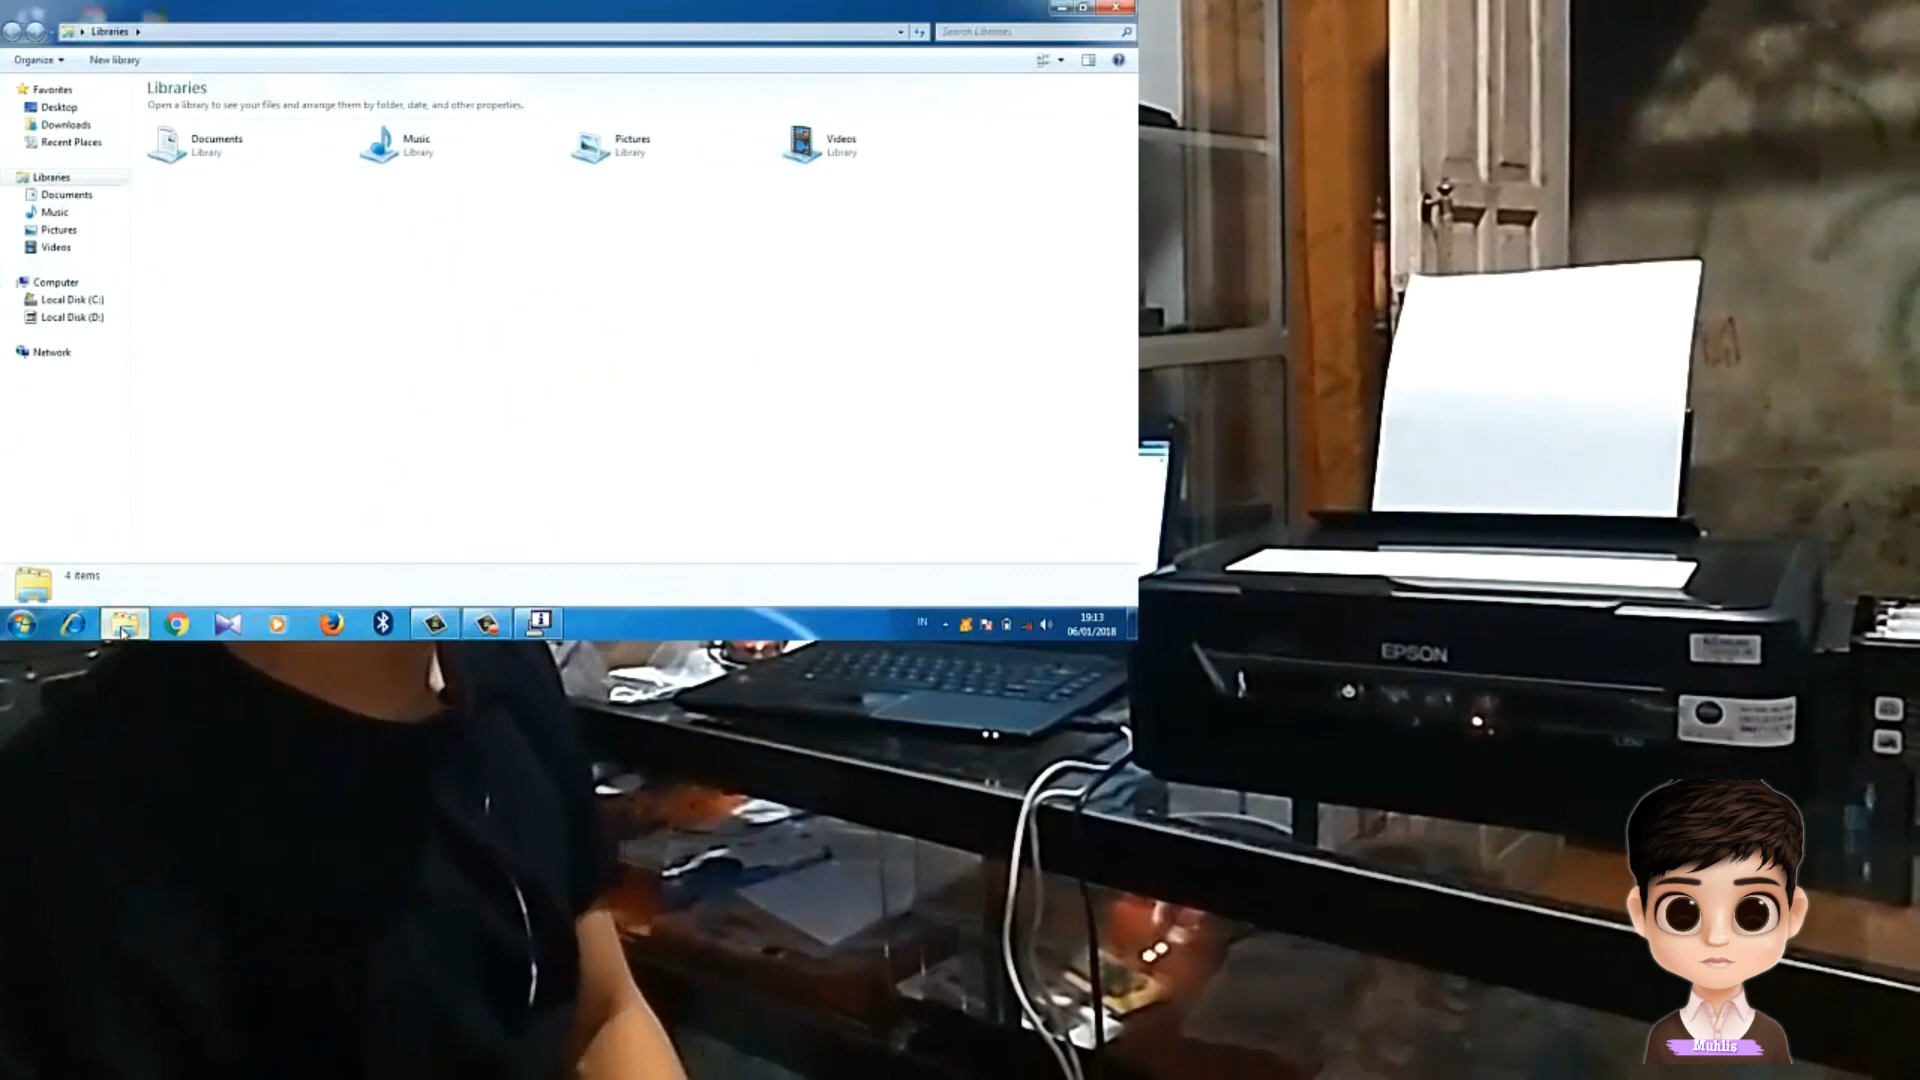 Libraries
Search Libraries
Organize
New library
Favorites
Desktop
Downloads
Recent Places
Libraries
Documents
Music
Pictures
Videos
Computer
Local Disk (C:)
Local Disk (D:)
Network
Libraries
Open a library to see your files and arrange them by folder, date, and other properties.
Documents
Library
Music
Library
Pictures
Library
Videos
Library
4 items
IN
19:13
06/01/2018
EPSON
Muhlis